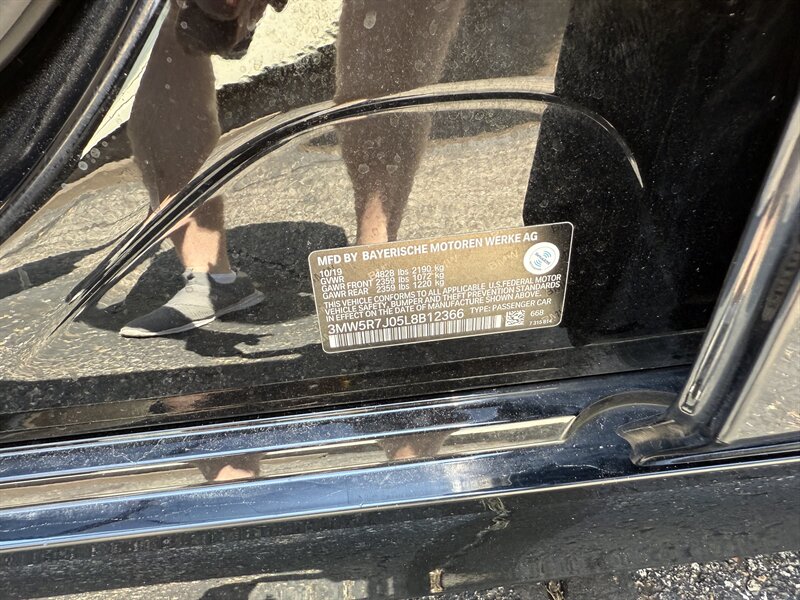 MFD BY BAYERISCHE MOTOREN WERKE AG
10/19
GVWR 4828 lbs 2190 kg
GAWR FRONT 2359 lbs 1072 kg
GAWR REAR 2359 lbs 1220 kg
THIS VEHICLE CONFORMS TO ALL APPLICABLE U.S. FEDERAL MOTOR
VEHICLE SAFETY, BUMPER AND THEFT PREVENTION STANDARDS
IN EFFECT ON THE DATE OF MANUFACTURE SHOWN ABOVE.
3MW5R7J05L8B12366 TYPE: PASSENGER CAR
668